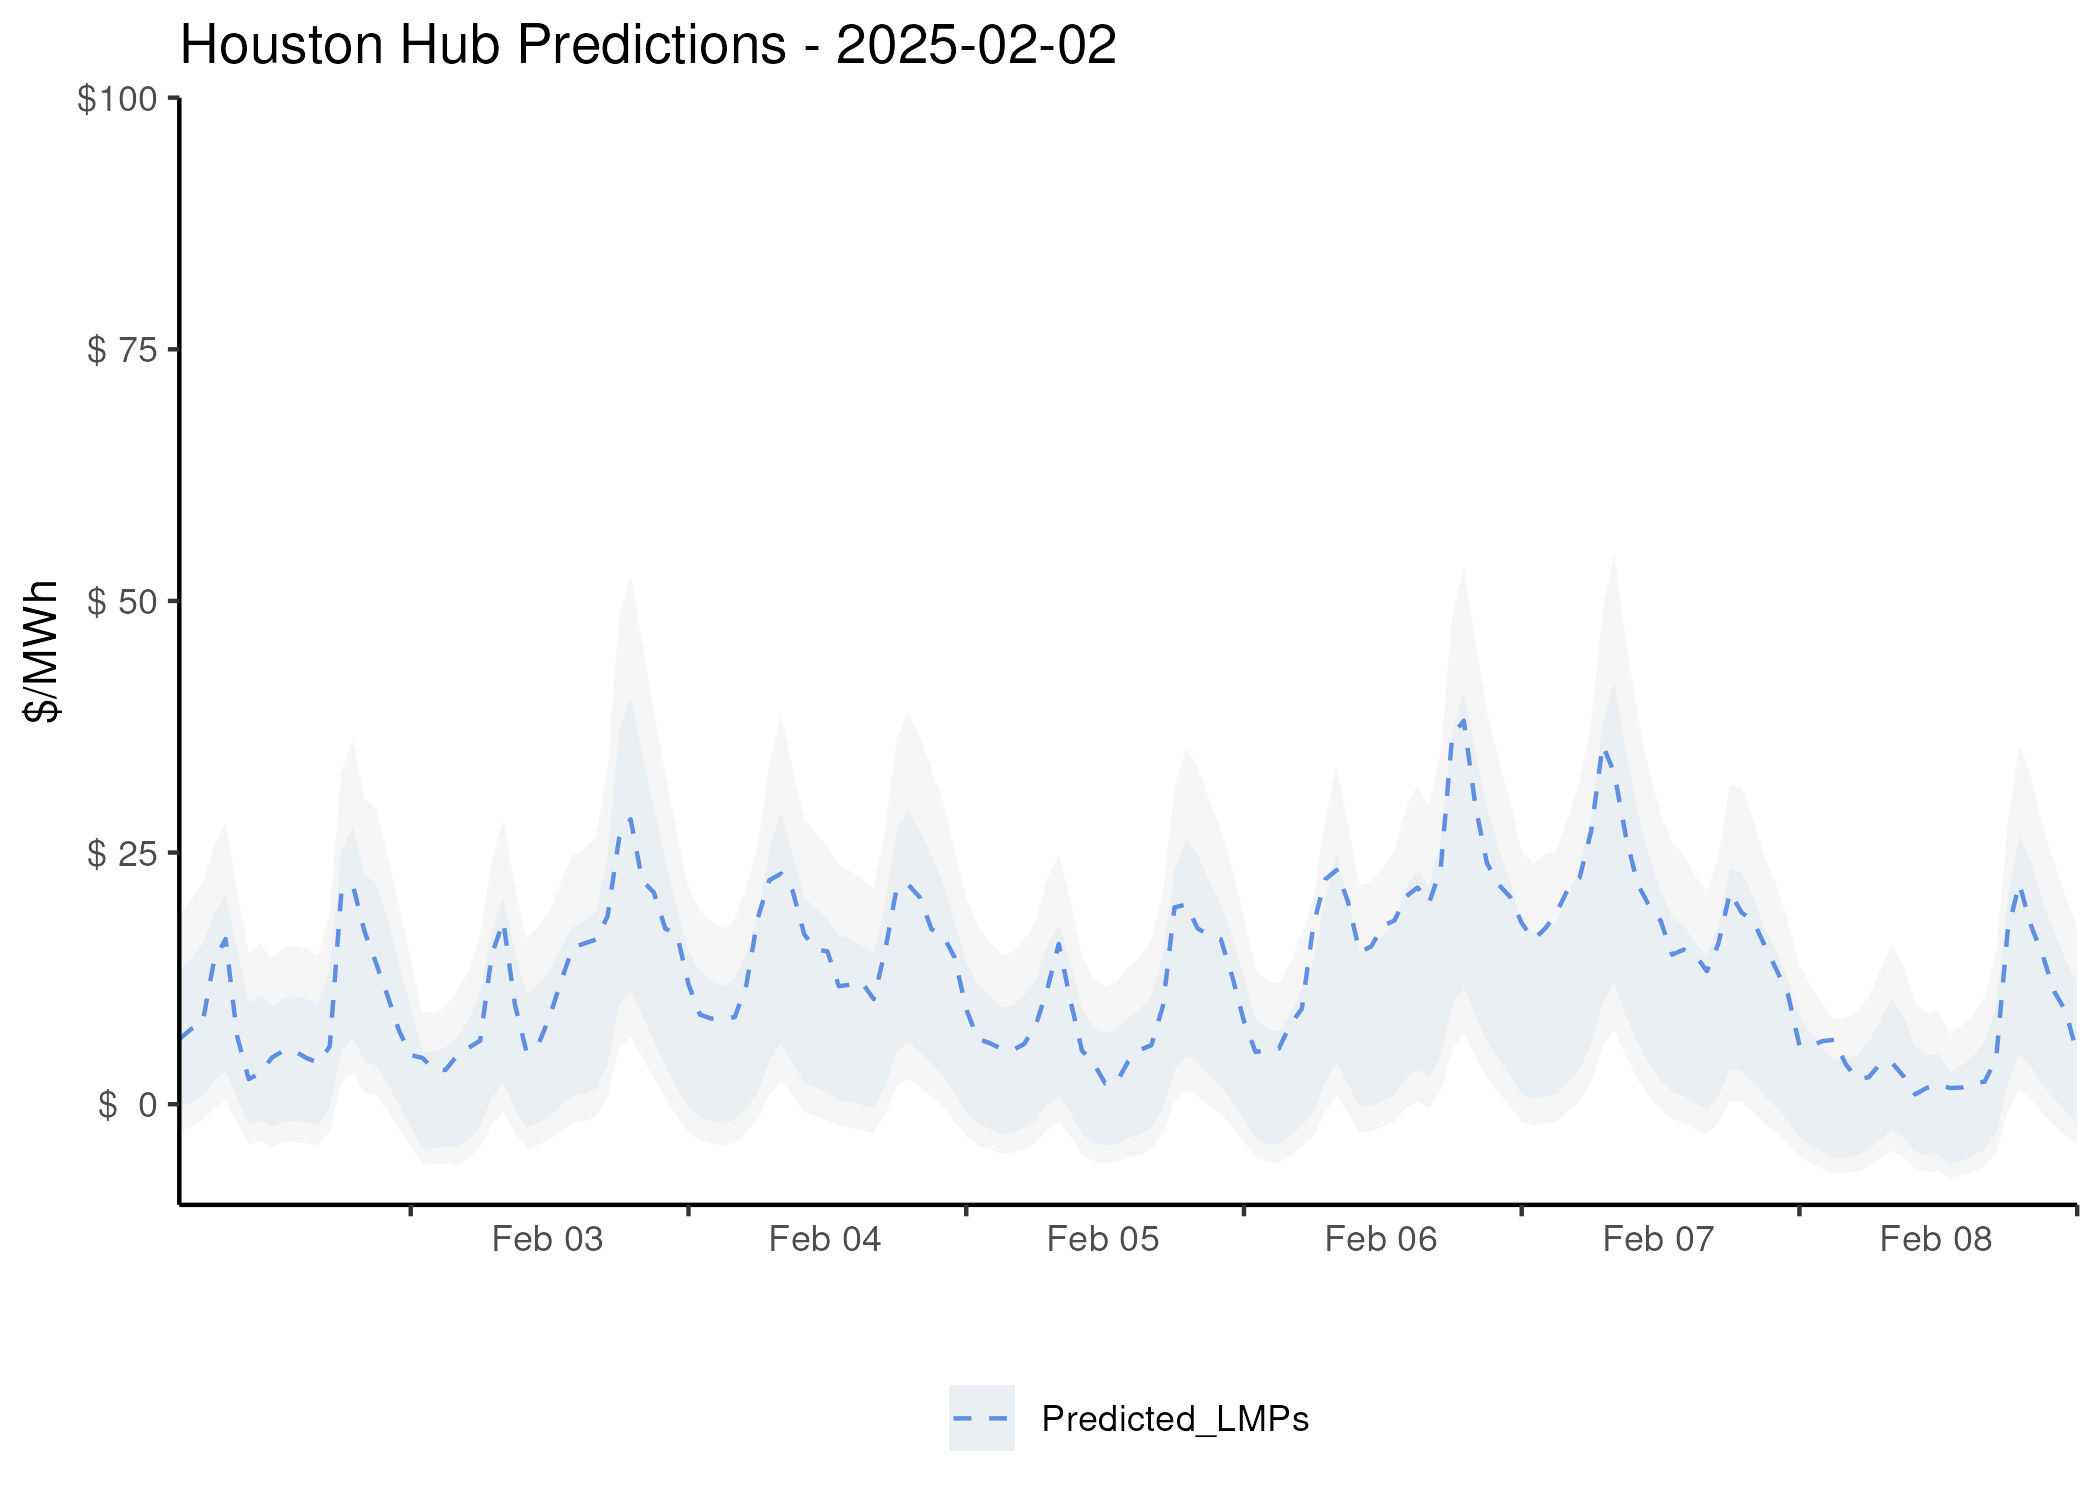 Houston Hub Predictions - 2025-02-02
$100
$ 75
$ 50
$ 25
$ 0
$/MWh
Feb 03 Feb 04 Feb 05 Feb 06 Feb 07 Feb 08
Predicted_LMPs